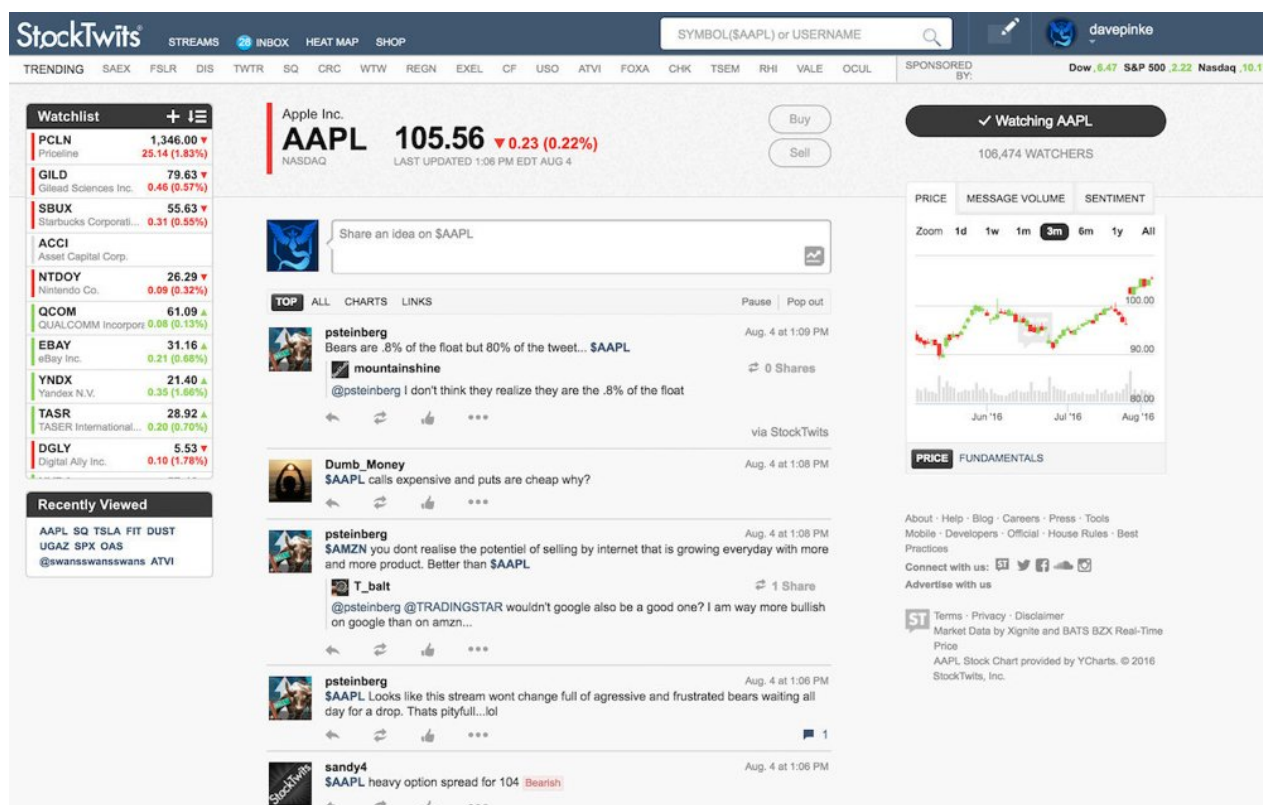 StockTwits STREAMS 28 INBOX HEAT MAP SHOP SYMBOL($AAPL) or USERNAME davepinke
TRENDING SAEX FSLR DIS TWTR SQ CRC WTW REGN EXEL CF USO ATVI FOXA CHK TSEM RHI VALE OCUL SPONSORED BY: Dow ,6.47 S&P 500 ,2.22 Nasdaq ,10.1
Watchlist
PCLN 1,346.00 ▼
Priceline 25.14 (1.83%)
GILD 79.63 ▼
Gilead Sciences Inc. 0.46 (0.57%)
SBUX 55.63 ▼
Starbucks Corporati... 0.31 (0.55%)
ACCI
Asset Capital Corp.
NTDOY 26.29 ▼
Nintendo Co. 0.09 (0.32%)
QCOM 61.09 ▲
QUALCOMM Incorpor 0.08 (0.13%)
EBAY 31.16 ▲
eBay Inc. 0.21 (0.68%)
YNDX 21.40 ▲
Yandex N.V. 0.35 (1.66%)
TASR 28.92 ▲
TASER International... 0.20 (0.70%)
DGLY 5.53 ▼
Digital Ally Inc. 0.10 (1.78%)
Recently Viewed
AAPL SQ TSLA FIT DUST
UGAZ SPX OAS
@swansswansswans ATVI
Apple Inc.
AAPL 105.56 ▼0.23 (0.22%)
NASDAQ LAST UPDATED 1:06 PM EDT AUG 4
Buy
Sell
Share an idea on $AAPL
TOP ALL CHARTS LINKS Pause Pop out
psteinberg Aug. 4 at 1:09 PM
Bears are .8% of the float but 80% of the tweet... $AAPL
mountainshine 0 Shares
@psteinberg I don't think they realize they are the .8% of the float
via StockTwits
Dumb_Money Aug. 4 at 1:08 PM
$AAPL calls expensive and puts are cheap why?
psteinberg Aug. 4 at 1:08 PM
$AMZN you dont realise the potentiel of selling by internet that is growing everyday with more
and more product. Better than $AAPL
T_balt 1 Share
@psteinberg @TRADINGSTAR wouldn't google also be a good one? I am way more bullish
on google than on amzn...
psteinberg Aug. 4 at 1:06 PM
$AAPL Looks like this stream wont change full of agressive and frustrated bears waiting all
day for a drop. Thats pityfull...lol
1
sandy4 Aug. 4 at 1:06 PM
$AAPL heavy option spread for 104 Bearish
StockTwits
✓ Watching AAPL
106,474 WATCHERS
PRICE MESSAGE VOLUME SENTIMENT
Zoom 1d 1w 1m 3m 6m 1y All
100.00
90.00
80.00
Jun '16 Jul '16 Aug '16
PRICE FUNDAMENTALS
About · Help · Blog · Careers · Press · Tools
Mobile · Developers · Official · House Rules · Best
Practices
Connect with us:
Advertise with us
ST Terms · Privacy · Disclaimer
Market Data by Xignite and BATS BZX Real-Time
Price
AAPL Stock Chart provided by YCharts. © 2016
StockTwits, Inc.